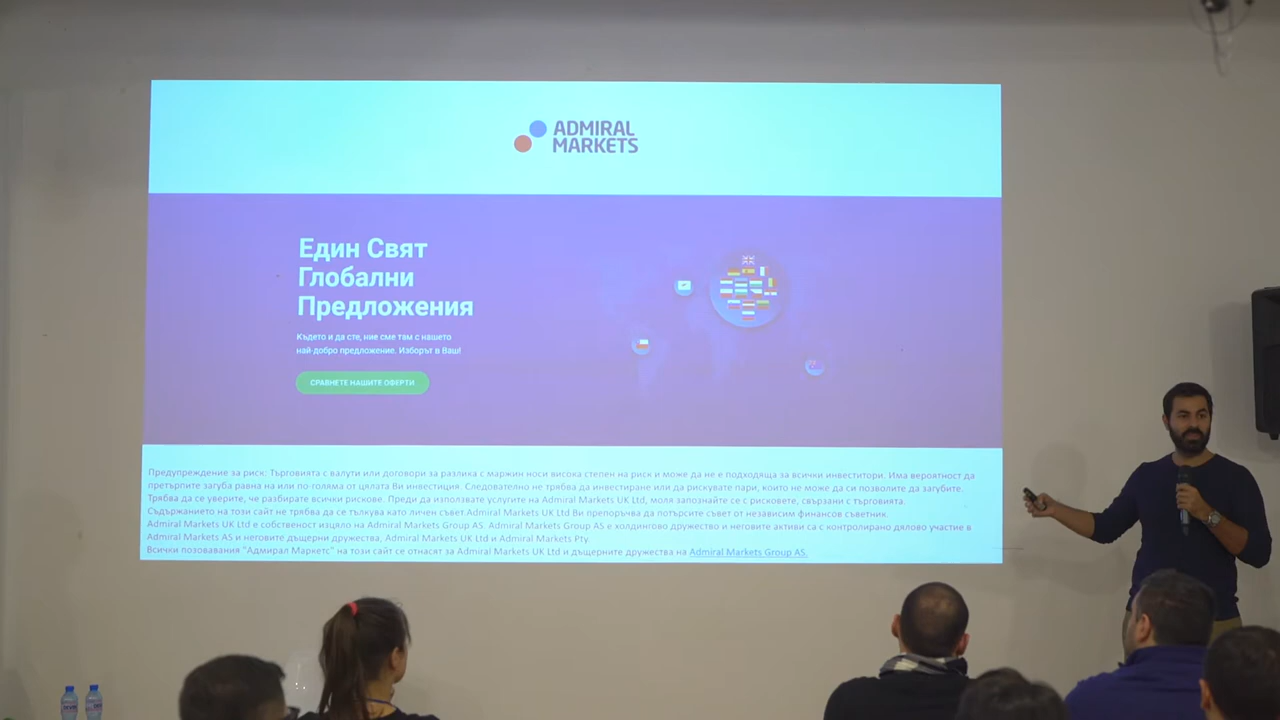 ADMIRAL
MARKETS
Един Свят
Глобални
Предложения
Където и да сте, ние сме там с нашето
най-добро предложение. Изборът в Ваш!
СРАВНЕТЕ НАШИТЕ ОФЕРТИ
Предупреждение за риск: Търговията с валути или договори за разлика с маржин носи висока степен на риск и може да не е подходяща за всички инвеститори. Има вероятност да
претърпите загуба равна на или по-голяма от цялата Ви инвестиция. Следователно не трябва да инвестиране или да рискувате пари, които не може да си позволите да загубите.
Трябва да се уверите, че разбирате всички рискове. Преди да използвате услугите на Admiral Markets UK Ltd, моля запознайте се с рисковете, свързани с търговията.
Съдържанието на този сайт не трябва да се тълкува като личен съвет.Admiral Markets UK Ltd Ви препоръчва да потърсите съвет от независим финансов съветник.
Admiral Markets UK Ltd е собственост изцяло на Admiral Markets Group AS. Admiral Markets Group AS е холдингово дружество и неговите активи са с контролирано дялово участие в
Admiral Markets AS и неговите дъщерни дружества, Admiral Markets UK Ltd и Admiral Markets Pty.
Всички позовавания "Адмирал Маркетс" на този сайт се отнасят за Admiral Markets UK Ltd и дъщерните дружества на Admiral Markets Group AS.